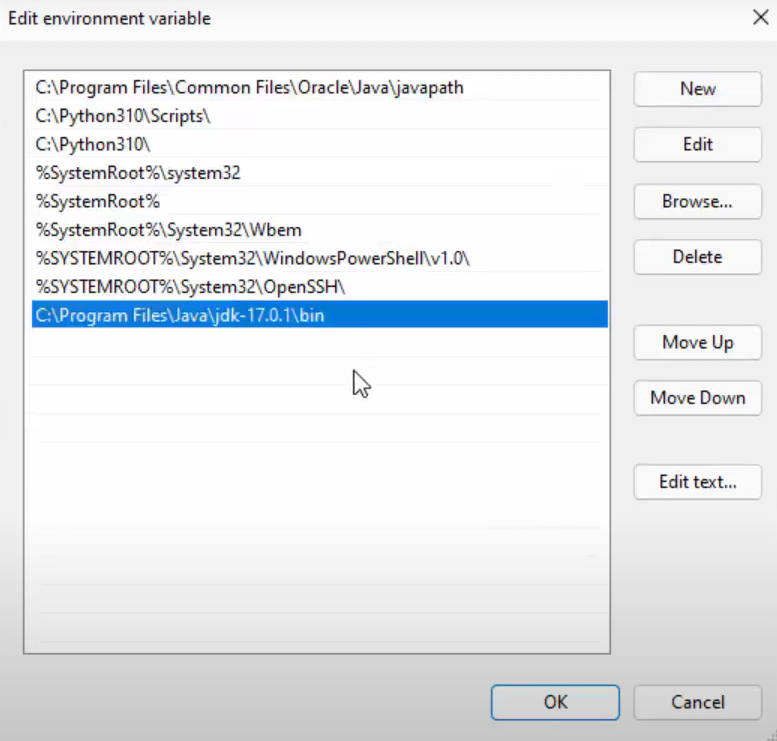 Edit environment variable
C:\Program Files\Common Files\Oracle\Java\javapath
C:\Python310\Scripts\
C:\Python310\
%SystemRoot%\system32
%SystemRoot%
%SystemRoot%\System32\Wbem
%SYSTEMROOT%\System32\WindowsPowerShell\v1.0\
%SYSTEMROOT%\System32\OpenSSH\
C:\Program Files\Java\jdk-17.0.1\bin
New
Edit
Browse...
Delete
Move Up
Move Down
Edit text...
OK
Cancel